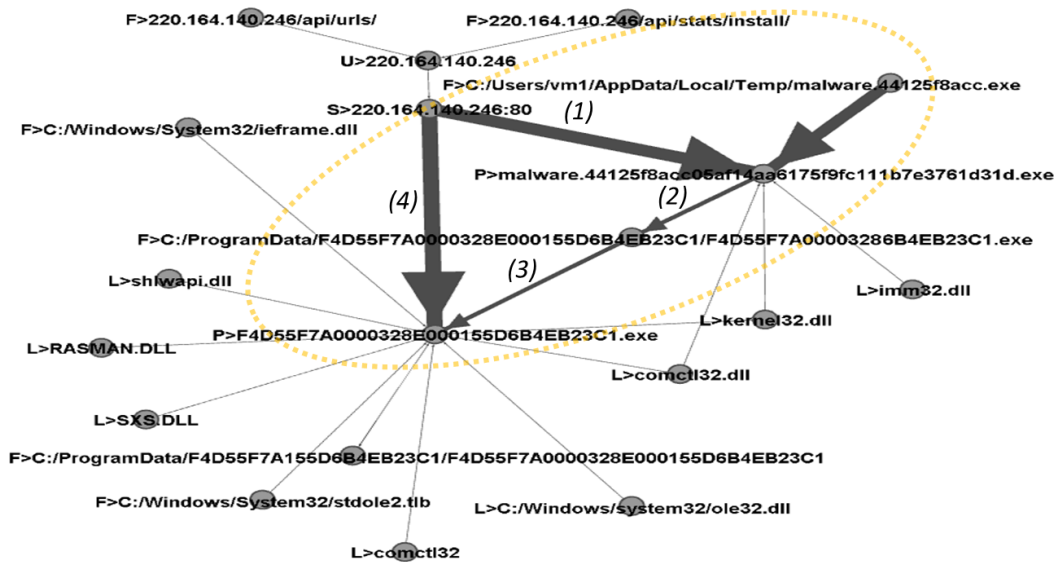 F>220.164.140.246/api/urls/
F>220.164.140.246/api/stats/install/
U>220.164.140.246
F>C:/Users/vm1/AppData/Local/Temp/malware.44125f8acc.exe
S>220.164.140.246:80
(1)
F>C:/Windows/System32/ieframe.dll
P>malware.44125f8acc05af14aa6175f9fc111b7e3761d31d.exe
(2)
(4)
F>C:/ProgramData/F4D55F7A0000328E000155D6B4EB23C1/F4D55F7A00003286B4EB23C1.exe
(3)
L>shlwapi.dll
L>imm32.dll
L>kernel32.dll
P>F4D55F7A0000328E000155D6B4EB23C1.exe
L>RASMAN.DLL
L>comctl32.dll
L>SXS.DLL
F>C:/ProgramData/F4D55F7A155D6B4EB23C1/F4D55F7A0000328E000155D6B4EB23C1
F>C:/Windows/System32/stdole2.tlb
L>C:/Windows/system32/ole32.dll
L>comctl32